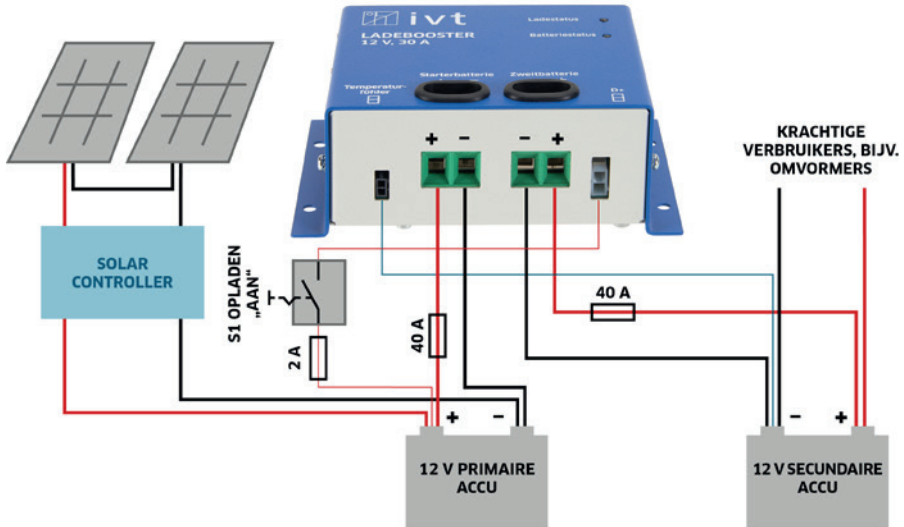 ivt
LADEBOOSTER
12 V, 30 A
Ladestatus
Batteriestatus
Starterbatterie
Zweitbatterie
Temperatur-
fühler
D+
+ −
− +
KRACHTIGE
VERBRUIKERS, BIJV.
OMVORMERS
SOLAR
CONTROLLER
S1 OPLADEN
„AAN“
2 A
40 A
40 A
+ −
− +
12 V PRIMAIRE
ACCU
12 V SECUNDAIRE
ACCU